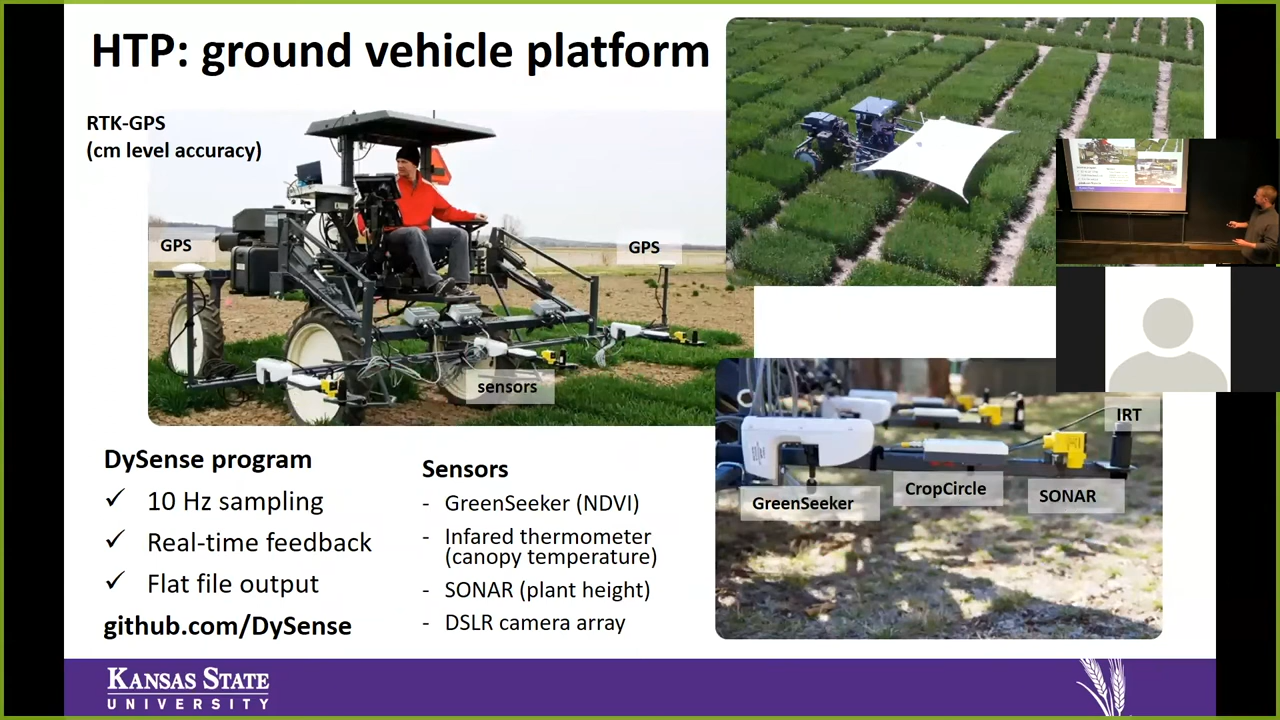 HTP: ground vehicle platform
RTK-GPS
(cm level accuracy)
GPS
GPS
sensors
DySense program
✓ 10 Hz sampling
✓ Real-time feedback
✓ Flat file output
github.com/DySense
Sensors
- GreenSeeker (NDVI)
- Infared thermometer
(canopy temperature)
- SONAR (plant height)
- DSLR camera array
IRT
GreenSeeker
CropCircle
SONAR
KANSAS STATE
UNIVERSITY